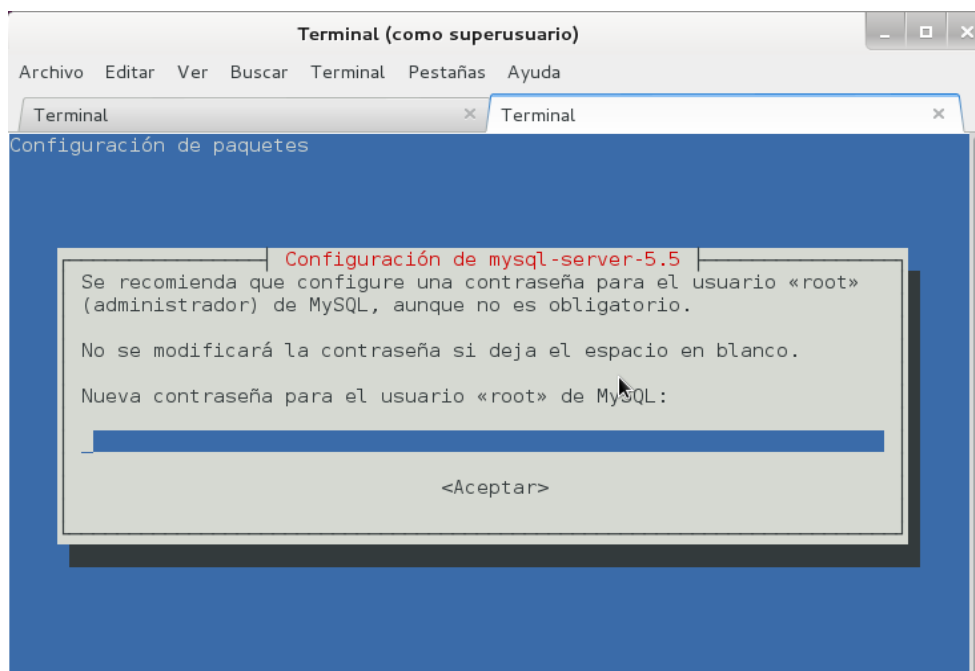 Terminal (como superusuario)
Archivo Editar Ver Buscar Terminal Pestañas Ayuda
Terminal Terminal
Configuración de paquetes
Configuración de mysql-server-5.5
Se recomienda que configure una contraseña para el usuario «root»
(administrador) de MySQL, aunque no es obligatorio.
No se modificará la contraseña si deja el espacio en blanco.
Nueva contraseña para el usuario «root» de MySQL:
<Aceptar>